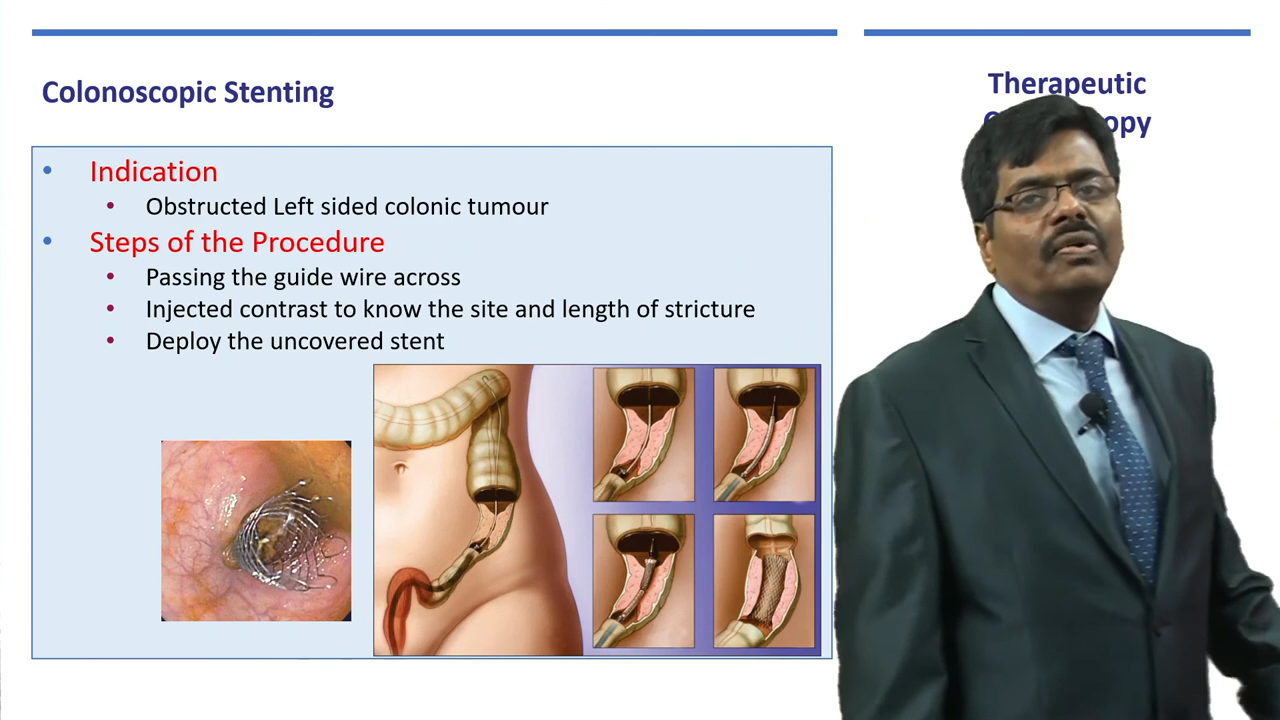 Colonoscopic Stenting
Therapeutic
• Indication
• Obstructed Left sided colonic tumour
• Steps of the Procedure
• Passing the guide wire across
• Injected contrast to know the site and length of stricture
• Deploy the uncovered stent